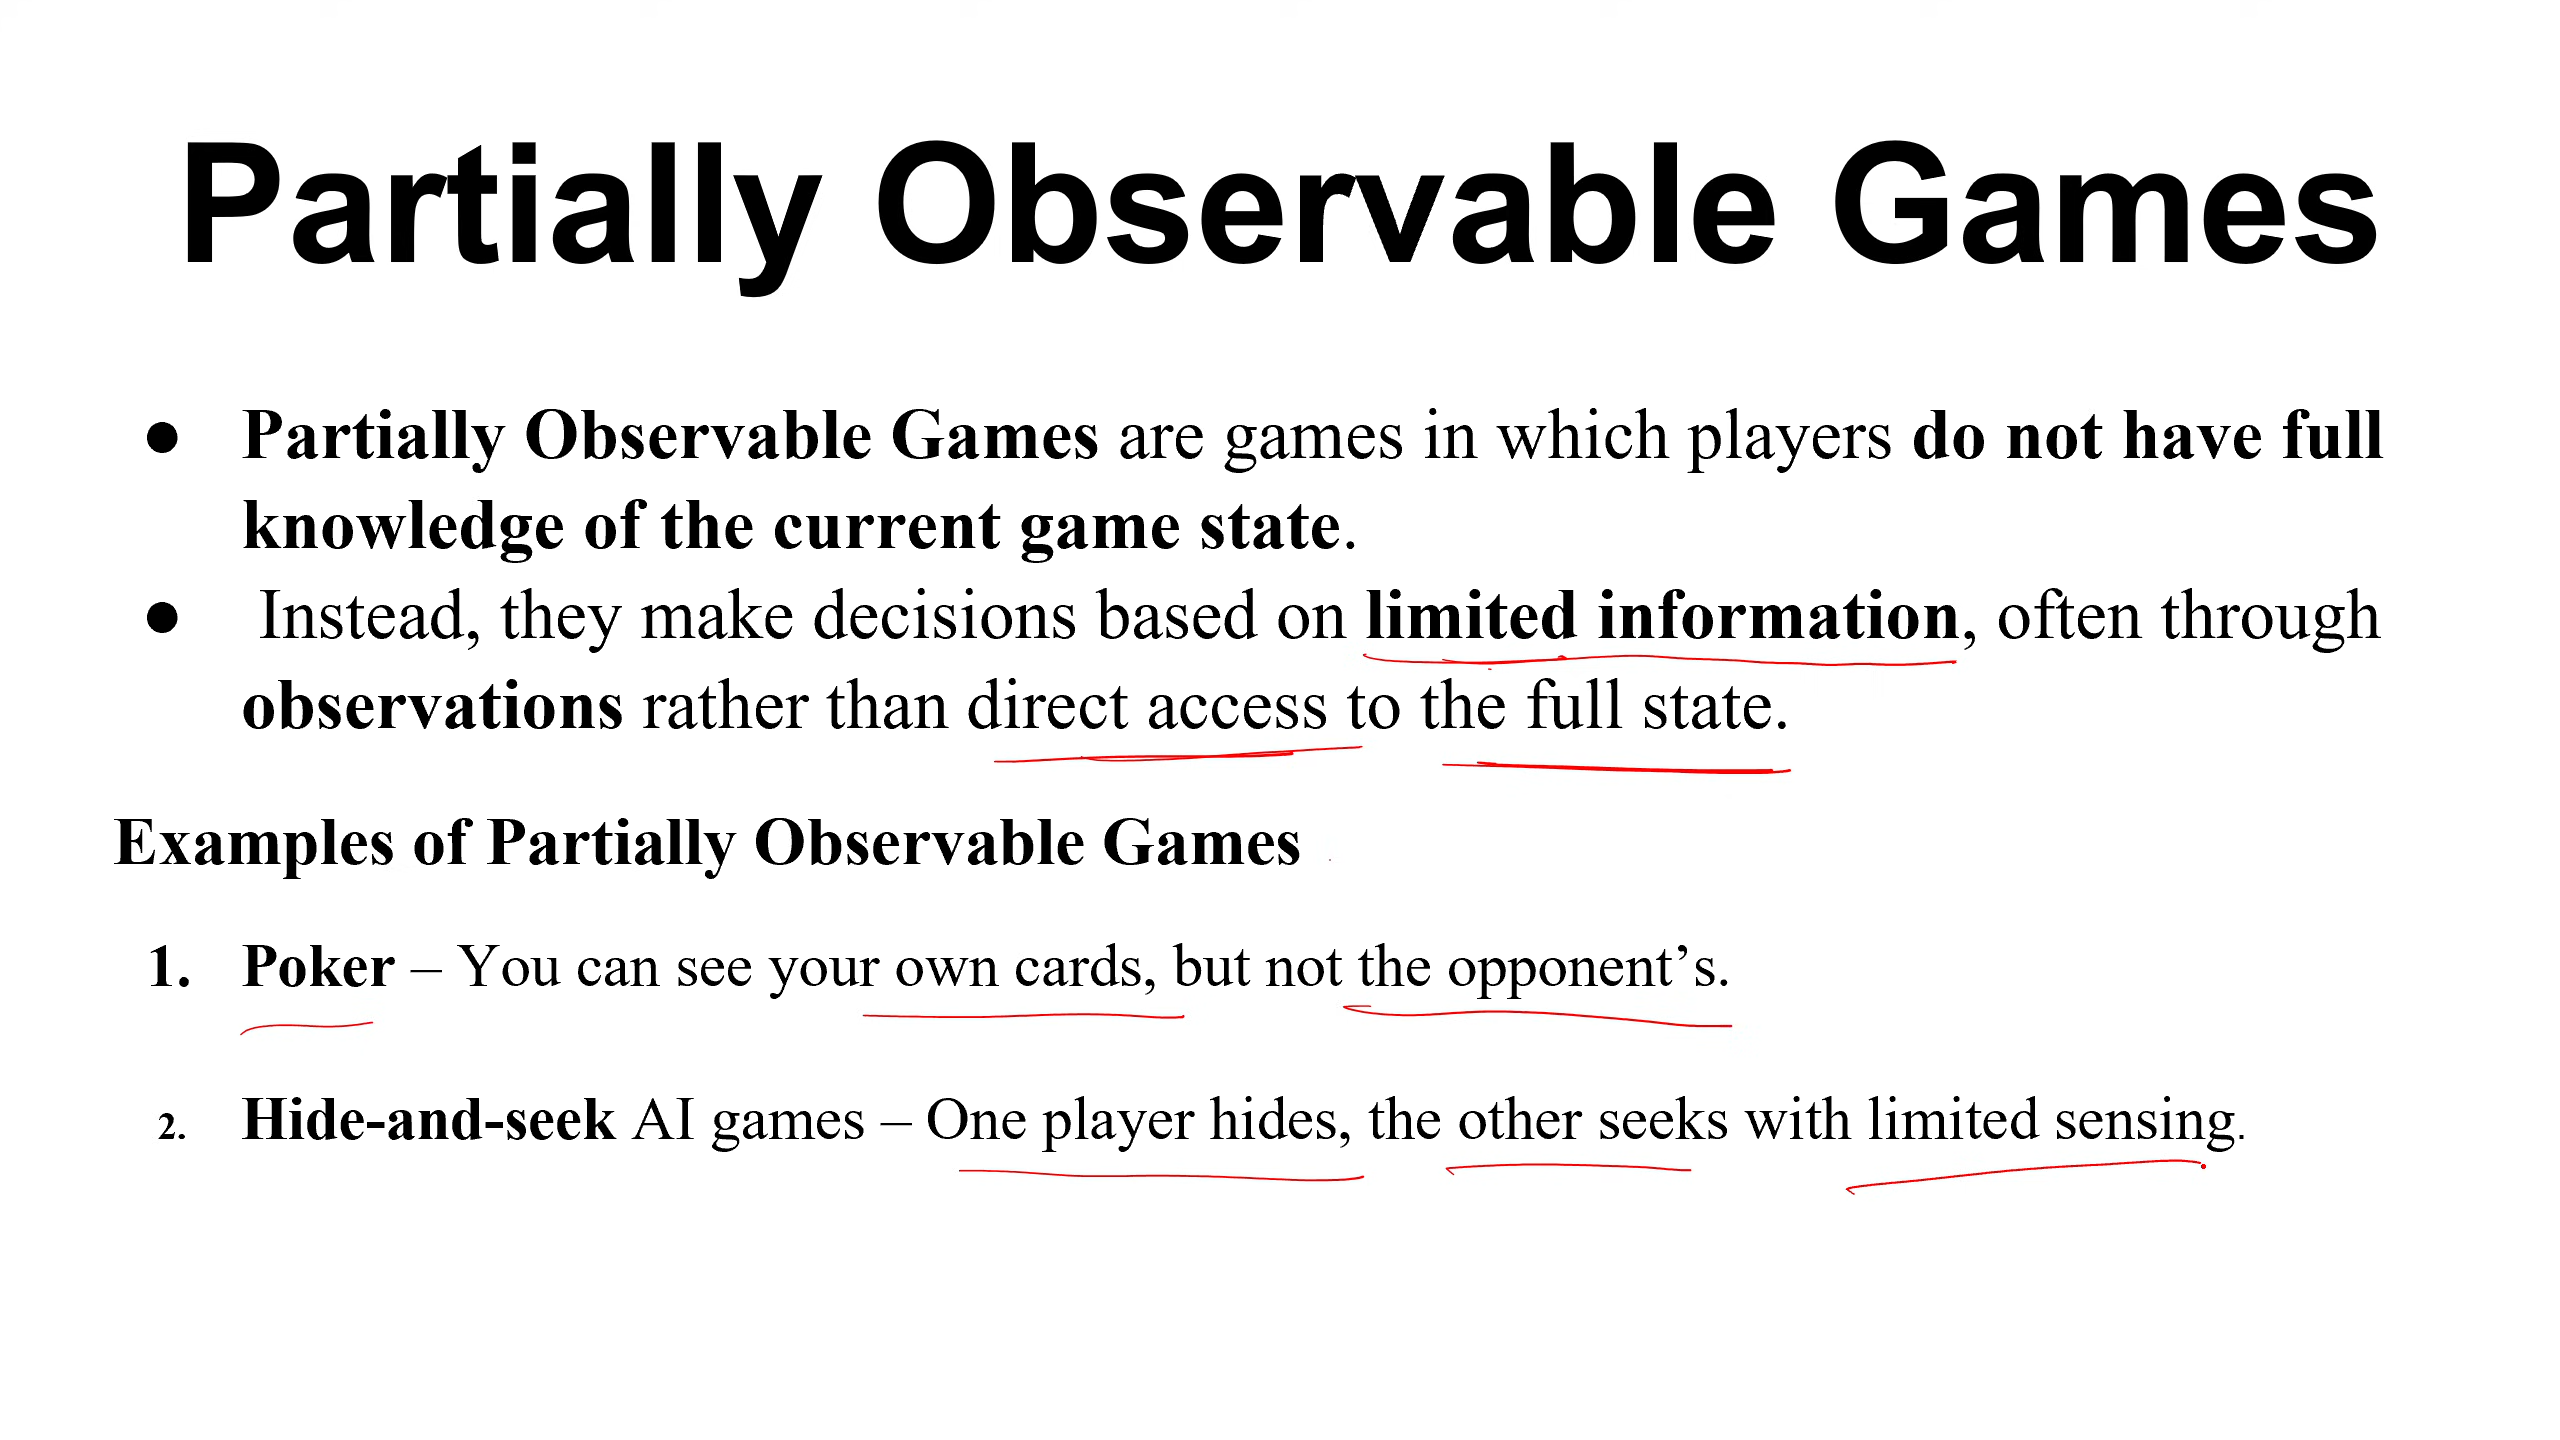 Partially Observable Games
● Partially Observable Games are games in which players do not have full
knowledge of the current game state.
● Instead, they make decisions based on limited information, often through
observations rather than direct access to the full state.
Examples of Partially Observable Games
1. Poker – You can see your own cards, but not the opponent’s.
2. Hide-and-seek AI games – One player hides, the other seeks with limited sensing.